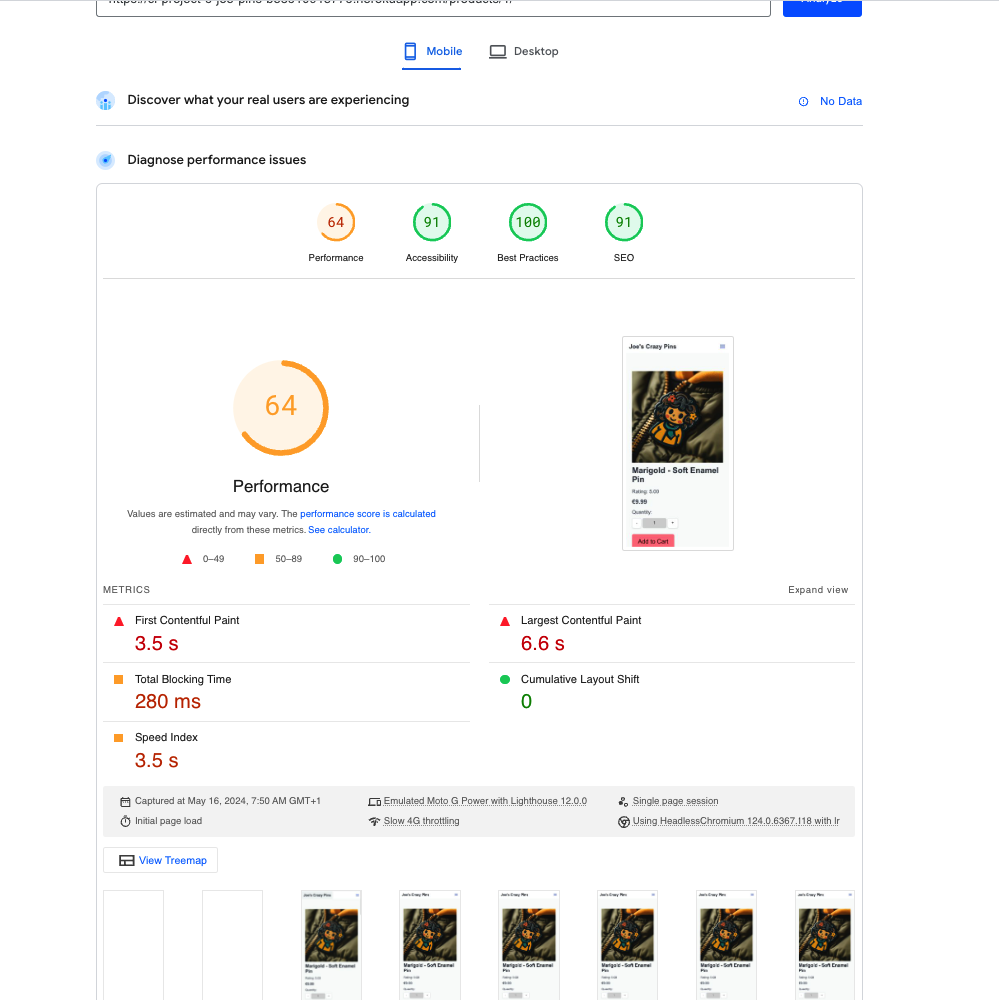 Mobile
Desktop
Discover what your real users are experiencing
No Data
Diagnose performance issues
64
91
100
91
Performance
Accessibility
Best Practices
SEO
64
Performance
Values are estimated and may vary. The performance score is calculated
directly from these metrics. See calculator.
0–49
50–89
90–100
Joe's Crazy Pins
Marigold - Soft Enamel
Pin
Rating: 5.00
€9.99
Quantity:
- 1 +
Add to Cart
METRICS
Expand view
First Contentful Paint
3.5 s
Largest Contentful Paint
6.6 s
Total Blocking Time
280 ms
Cumulative Layout Shift
0
Speed Index
3.5 s
Captured at May 16, 2024, 7:50 AM GMT+1
Emulated Moto G Power with Lighthouse 12.0.0
Single page session
Initial page load
Slow 4G throttling
Using HeadlessChromium 124.0.6367.118 with lr
View Treemap
Joe's Crazy Pins
Joe's Crazy Pins
Joe's Crazy Pins
Joe's Crazy Pins
Joe's Crazy Pins
Joe's Crazy Pins
Marigold - Soft Enamel
Pin
Marigold - Soft Enamel
Pin
Marigold - Soft Enamel
Pin
Marigold - Soft Enamel
Pin
Marigold - Soft Enamel
Pin
Marigold - Soft Enamel
Pin